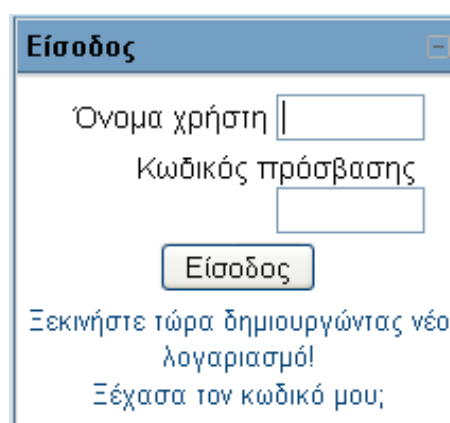 Είσοδος
Όνομα χρήστη
Κωδικός πρόσβασης
Είσοδος
Ξεκινήστε τώρα δημιουργώντας νέο
λογαριασμό!
Ξέχασα τον κωδικό μου;